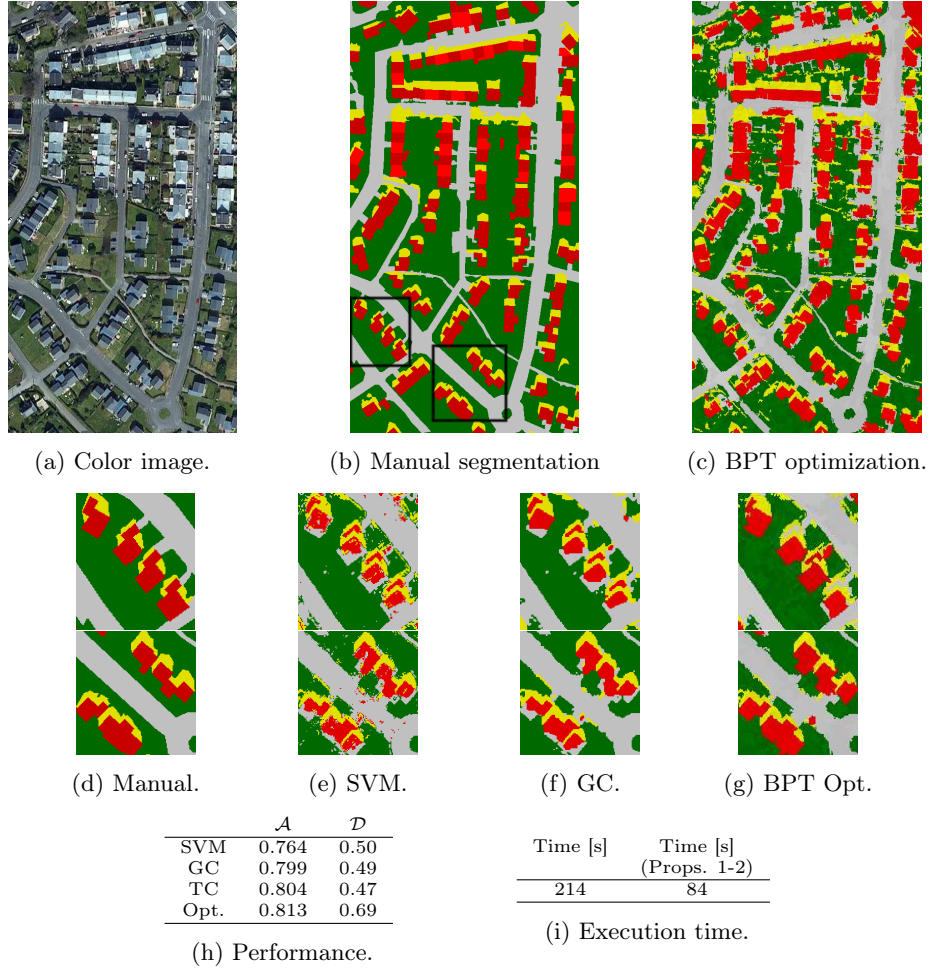 (a) Color image.
(b) Manual segmentation
(c) BPT optimization.
(d) Manual.
(e) SVM.
(f) GC.
(g) BPT Opt.
𝒜 𝒟
SVM 0.764 0.50
GC 0.799 0.49
TC 0.804 0.47
Opt. 0.813 0.69
(h) Performance.
Time [s] Time [s]
(Props. 1-2)
214 84
(i) Execution time.